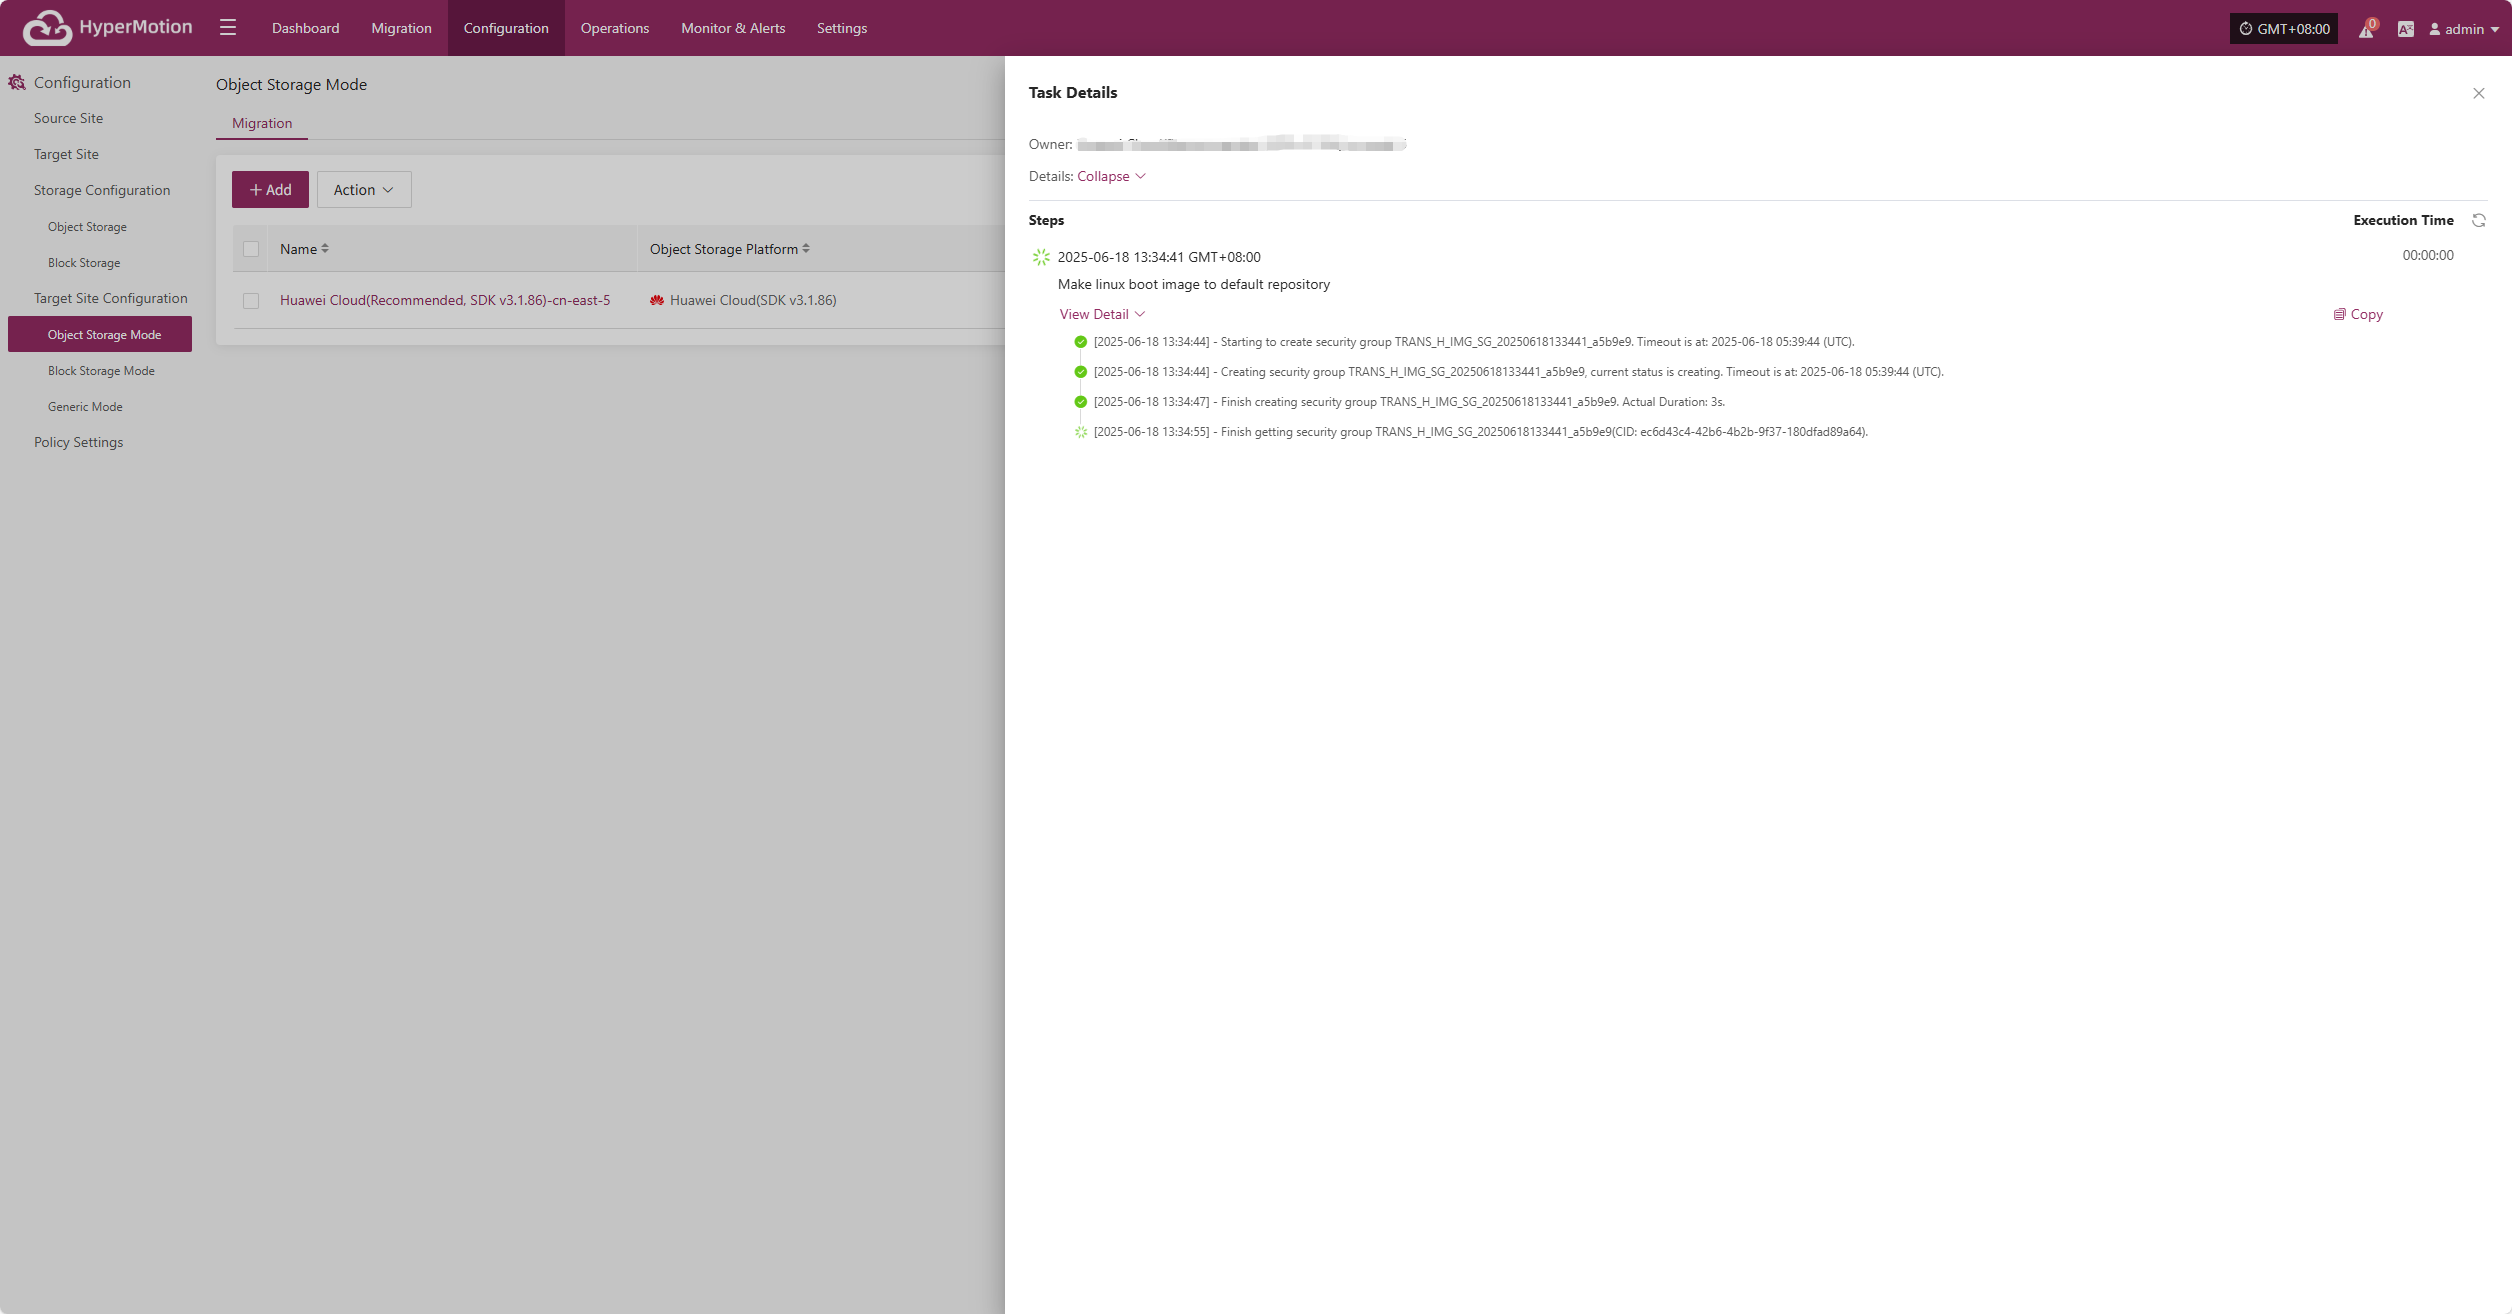 HyperMotion
Dashboard
Migration
Configuration
Operations
Monitor & Alerts
Settings
GMT+08:00
0
admin
Configuration
Source Site
Target Site
Storage Configuration
Object Storage
Block Storage
Target Site Configuration
Object Storage Mode
Block Storage Mode
Generic Mode
Policy Settings
Object Storage Mode
Migration
+ Add
Action
Name
Object Storage Platform
Huawei Cloud(Recommended, SDK v3.1.86)-cn-east-5
Huawei Cloud(SDK v3.1.86)
Task Details
Owner:
Details: Collapse
Steps
Execution Time
2025-06-18 13:34:41 GMT+08:00
00:00:00
Make linux boot image to default repository
View Detail
Copy
[2025-06-18 13:34:44] - Starting to create security group TRANS_H_IMG_SG_20250618133441_a5b9e9. Timeout is at: 2025-06-18 05:39:44 (UTC).
[2025-06-18 13:34:44] - Creating security group TRANS_H_IMG_SG_20250618133441_a5b9e9, current status is creating. Timeout is at: 2025-06-18 05:39:44 (UTC).
[2025-06-18 13:34:47] - Finish creating security group TRANS_H_IMG_SG_20250618133441_a5b9e9. Actual Duration: 3s.
[2025-06-18 13:34:55] - Finish getting security group TRANS_H_IMG_SG_20250618133441_a5b9e9(CID: ec6d43c4-42b6-4b2b-9f37-180dfad89a64).